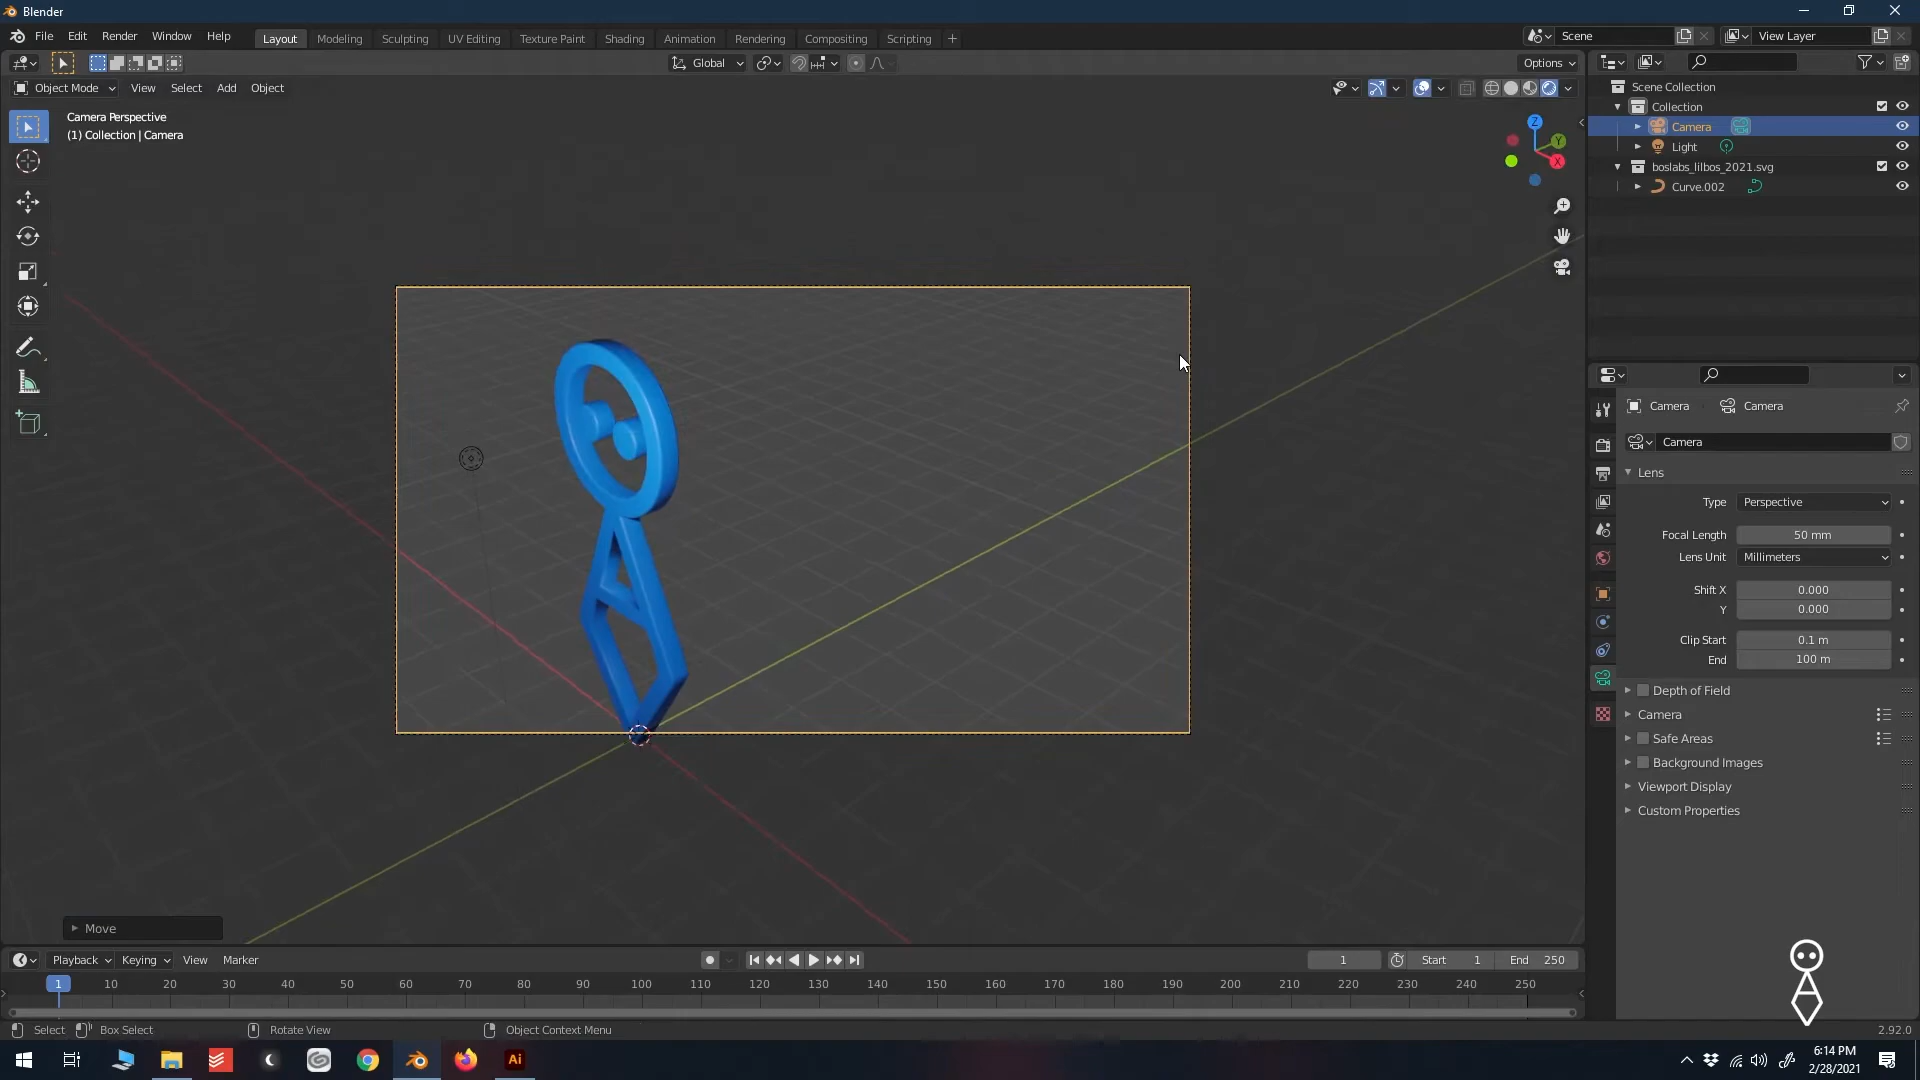 Blender
File Edit Render Window Help
Layout Modeling Sculpting UV Editing Texture Paint Shading Animation Rendering Compositing Scripting +
Scene
View Layer
Global
Options
Object Mode View Select Add Object
Camera Perspective
(1) Collection | Camera
Z
Y
X
Scene Collection
Collection
Camera
Light
boslabs_lilbos_2021.svg
Curve.002
Camera Camera
Camera
Lens
Type Perspective
Focal Length 50 mm
Lens Unit Millimeters
Shift X 0.000
Y 0.000
Clip Start 0.1 m
End 100 m
Depth of Field
Camera
Safe Areas
Background Images
Viewport Display
Custom Properties
Move
Playback Keying View Marker
1 Start 1 End 250
1 10 20 30 40 50 60 70 80 90 100 110 120 130 140 150 160 170 180 190 200 210 220 230 240 250
Select Box Select Rotate View Object Context Menu 2.92.0
Ai
6:14 PM
2/28/2021